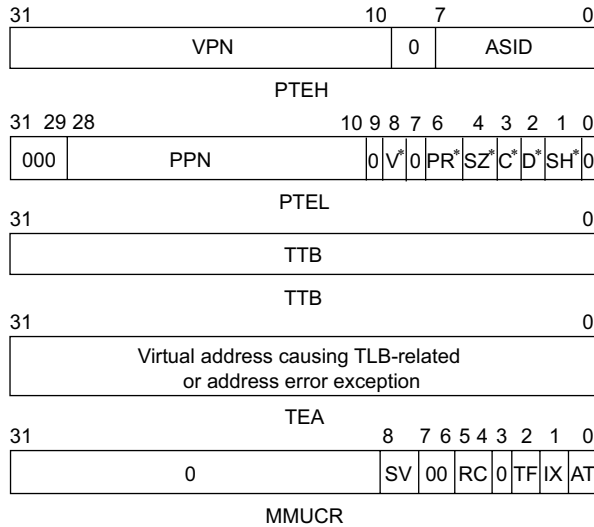 31 10 7 0
VPN 0 ASID
PTEH
31 29 28 10 9 8 7 6 4 3 2 1 0
000 PPN 0 V* 0 PR* SZ* C* D* SH* 0
PTEL
31 0
TTB
TTB
31 0
Virtual address causing TLB-related
or address error exception
TEA
31 8 7 6 5 4 3 2 1 0
0 SV 00 RC 0 TF IX AT
MMUCR